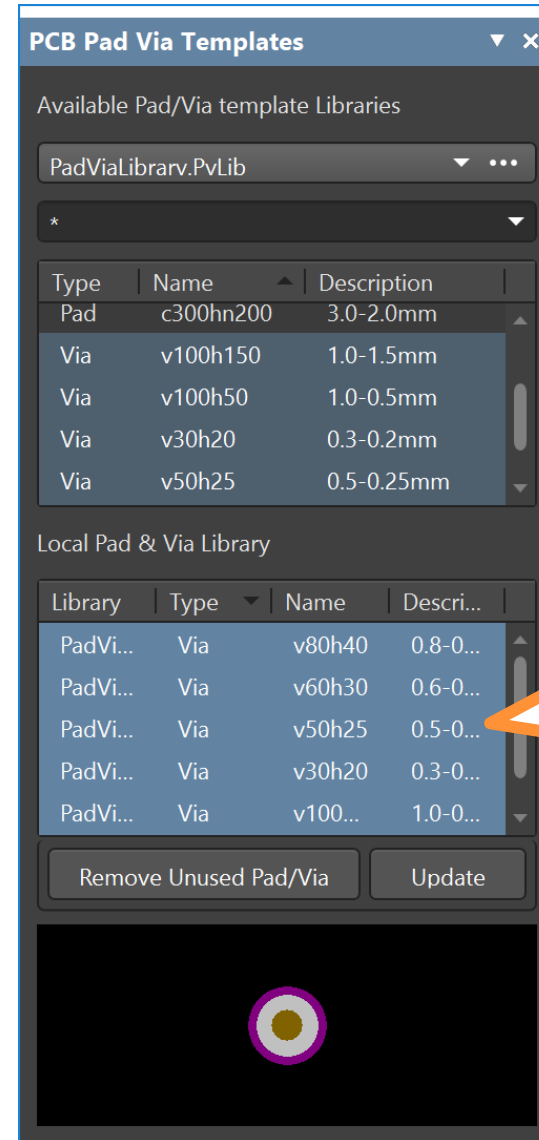 PCB Pad Via Templates
Available Pad/Via template Libraries
PadViaLibrary.PvLib
*
Type Name Description
Pad c300hn200 3.0-2.0mm
Via v100h150 1.0-1.5mm
Via v100h50 1.0-0.5mm
Via v30h20 0.3-0.2mm
Via v50h25 0.5-0.25mm
Local Pad & Via Library
Library Type Name Descri...
PadVi... Via v80h40 0.8-0...
PadVi... Via v60h30 0.6-0...
PadVi... Via v50h25 0.5-0...
PadVi... Via v30h20 0.3-0...
PadVi... Via v100... 1.0-0...
Remove Unused Pad/Via Update